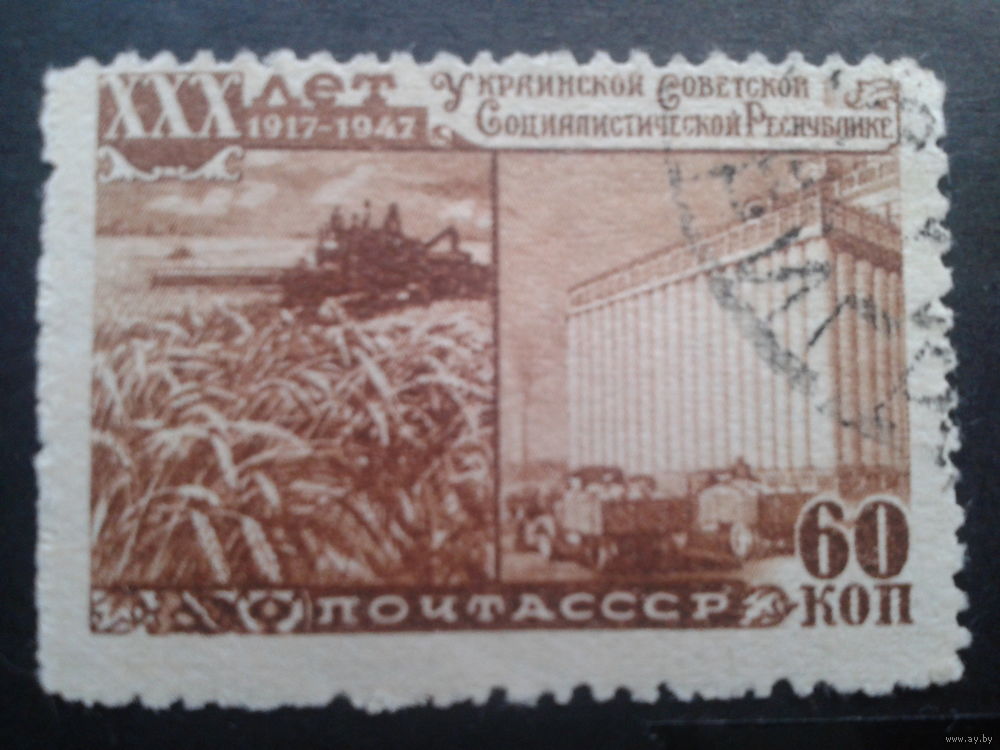 XXX ЛЕТ
1917-1947
Украинской Советской
Социалистической Республике
60
КОП
ПОЧТА СССР
www.ay.by